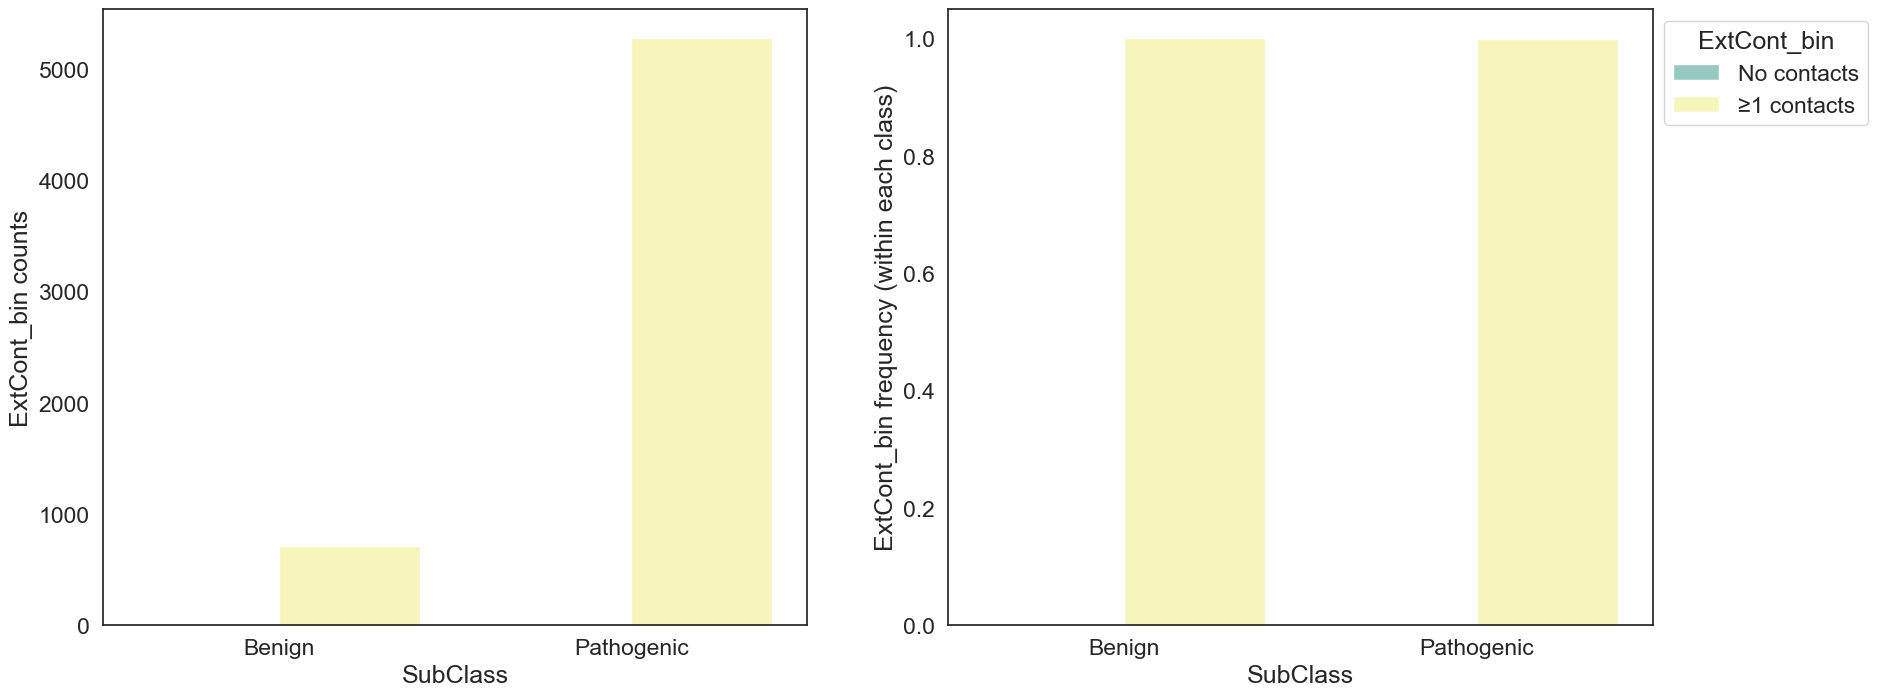 ExtCont_bin counts
5000
4000
3000
2000
1000
0
Benign
Pathogenic
SubClass
ExtCont_bin frequency (within each class)
1.0
0.8
0.6
0.4
0.2
0.0
Benign
Pathogenic
SubClass
ExtCont_bin
No contacts
≥1 contacts